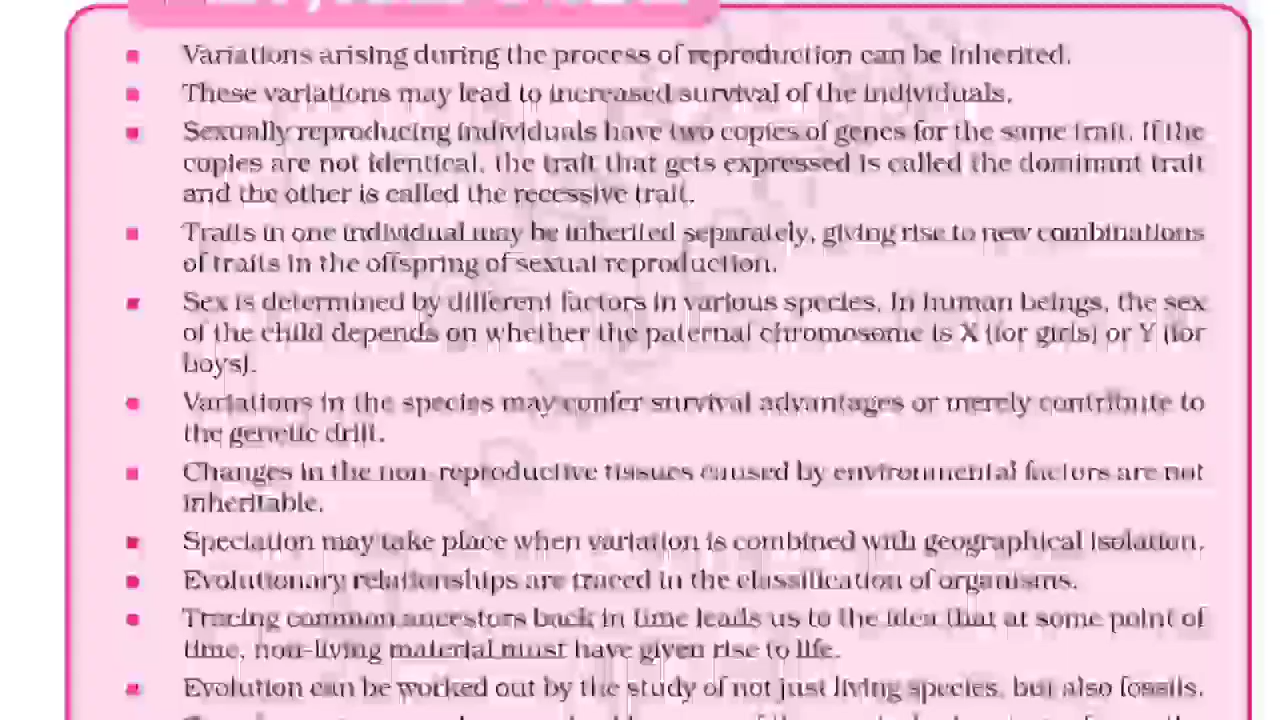 Variations arising during the process of reproduction can be inherited.
These variations may lead to increased survival of the individuals.
Sexually reproducing individuals have two copies of genes for the same trait. If the
copies are not identical, the trait that gets expressed is called the dominant trait
and the other is called the recessive trait.
Traits in one individual may be inherited separately, giving rise to new combinations
of traits in the offspring of sexual reproduction.
Sex is determined by different factors in various species. In human beings, the sex
of the child depends on whether the paternal chromosome is X (for girls) or Y (for
boys).
Variations in the species may confer survival advantages or merely contribute to
the genetic drift.
Changes in the non-reproductive tissues caused by environmental factors are not
inheritable.
Speciation may take place when variation is combined with geographical isolation.
Evolutionary relationships are traced in the classification of organisms.
Tracing common ancestors back in time leads us to the idea that at some point of
time, non-living material must have given rise to life.
Evolution can be worked out by the study of not just living species, but also fossils.